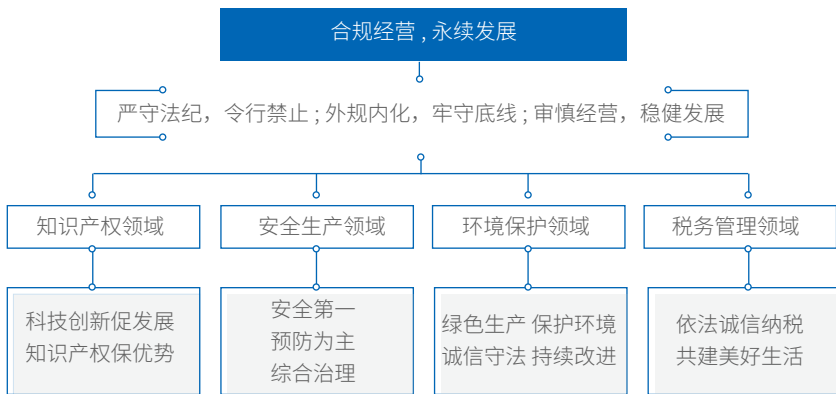 合规经营 , 永续发展
严守法纪，令行禁止 ; 外规内化，牢守底线 ; 审慎经营，稳健发展
知识产权领域
安全生产领域
环境保护领域
税务管理领域
科技创新促发展
知识产权保优势
安全第一
预防为主
综合治理
绿色生产 保护环境
诚信守法 持续改进
依法诚信纳税
共建美好生活